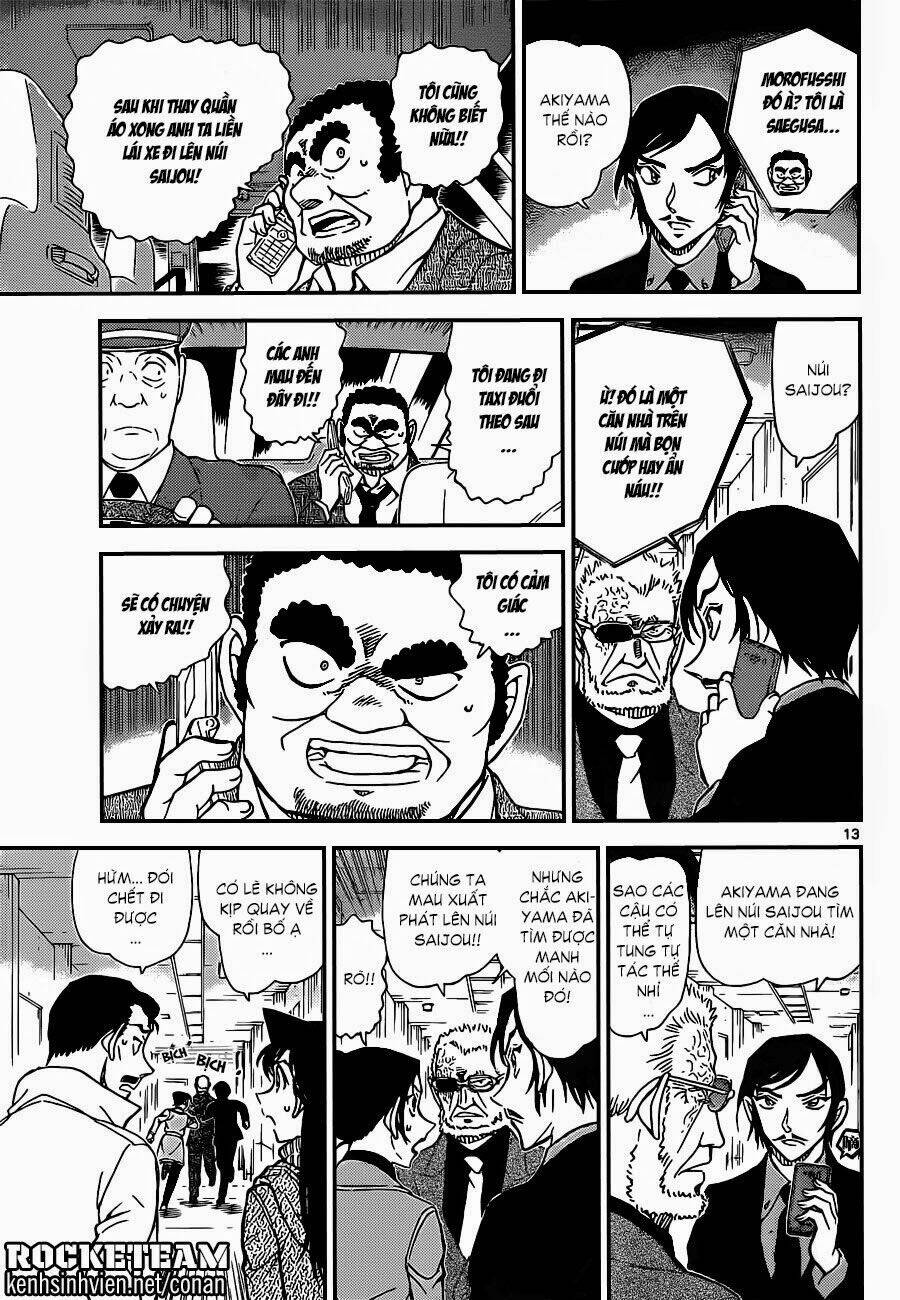 MOROFUSSHI
ĐÓ À? TÔI LÀ
SAEGUSA...
AKIYAMA
THẾ NÀO
RỒI?
TÔI CŨNG
KHÔNG BIẾT
NỮA!!
SAU KHI THAY QUẦN
ÁO XONG ANH TA LIỀN
LÁI XE ĐI LÊN NÚI
SAIJOU!
NÚI
SAIJOU?
Ừ! ĐÓ LÀ MỘT
CĂN NHÀ TRÊN
NÚI MÀ BỌN
CƯỚP HAY ẨN
NÁU!!
TÔI ĐANG ĐI
TAXI ĐUỔI
THEO SAU
...
CÁC ANH
MAU ĐẾN
ĐÂY ĐI!!
TÔI CÓ CẢM
GIÁC
...
SẼ CÓ CHUYỆN
XẢY RA!!
13
AKIYAMA ĐANG
LÊN NÚI SAIJOU TÌM
MỘT CĂN NHÀ!
SAO CÁC
CẬU CÓ
THỂ TỰ
TUNG TỰ
TÁC THẾ
NHỈ
NHƯNG
CHẮC AKI-
YAMA ĐÃ
TÌM ĐƯỢC
MANH
MỐI NÀO
ĐÓ!
CHÚNG TA
MAU XUẤT
PHÁT LÊN NÚI
SAIJOU!!
RÕ!!
CÓ LẼ KHÔNG
KỊP QUAY VỀ
RỒI BỐ Ạ
HỪM... ĐÓI
CHẾT ĐI
ĐƯỢC
...
BỊCH
BỊCH
ROCKETEAM
kenhsinhvien.net/conan